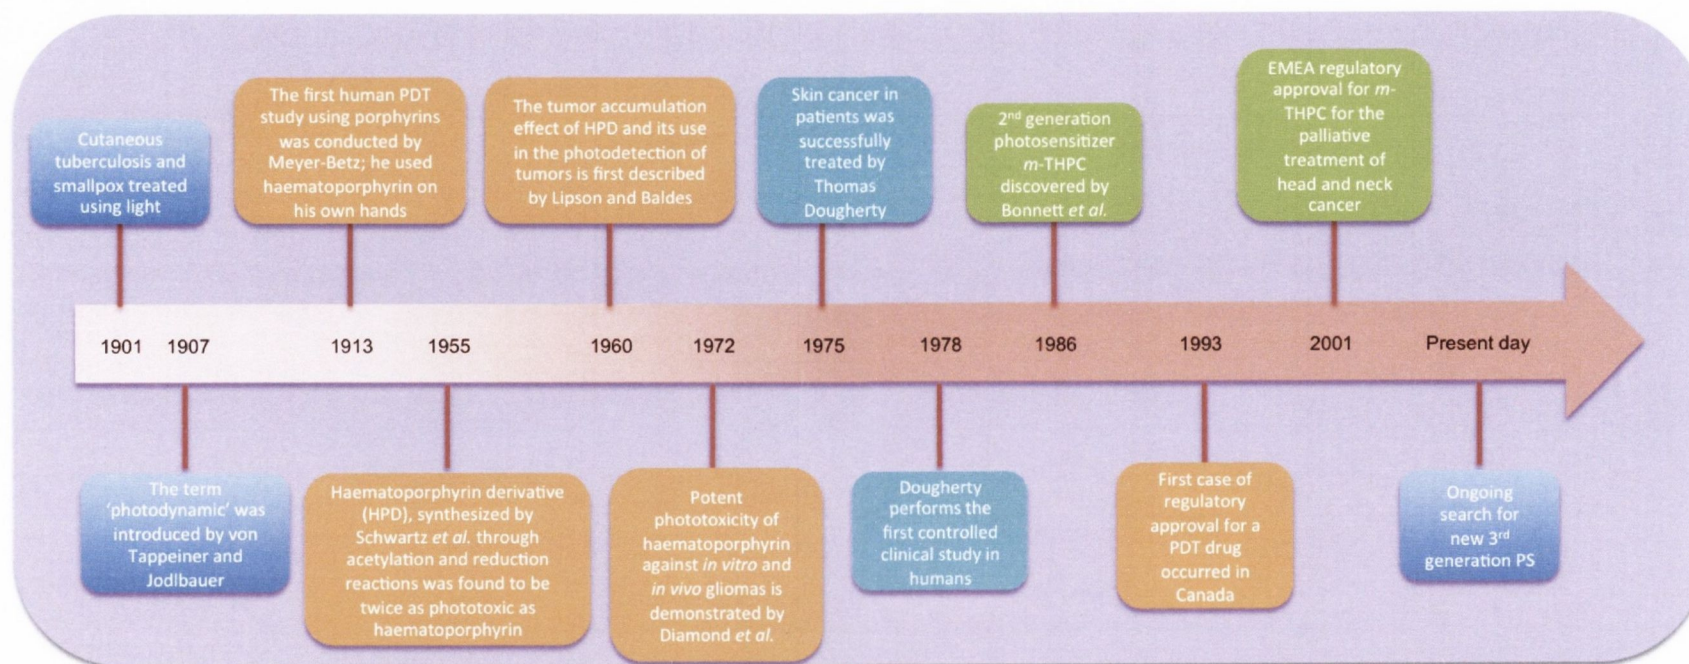 Cutaneous
tuberculosis and
smallpox treated
using light
The first human PDT
study using porphyrins
was conducted by
Meyer-Betz; he used
haematoporphyrin on
his own hands
The tumor accumulation
effect of HPD and its use
in the photodetection of
tumors is first described
by Lipson and Baldes
Skin cancer in
patients was
successfully
treated by
Thomas
Dougherty
2nd generation
photosensitizer
m-THPC
discovered by
Bonnett et al.
EMEA regulatory
approval for m-
THPC for the
palliative
treatment of
head and neck
cancer
1901 1907 1913 1955 1960 1972 1975 1978 1986 1993 2001 Present day
The term
'photodynamic' was
introduced by von
Tappeiner and
Jodlbauer
Haematoporphyrin derivative
(HPD), synthesized by
Schwartz et al. through
acetylation and reduction
reactions was found to be
twice as phototoxic as
haematoporphyrin
Potent
phototoxicity of
haematoporphyrin
against in vitro and
in vivo gliomas is
demonstrated by
Diamond et al.
Dougherty
performs the
first controlled
clinical study in
humans
First case of
regulatory
approval for a
PDT drug
occurred in
Canada
Ongoing
search for
new 3rd
generation PS